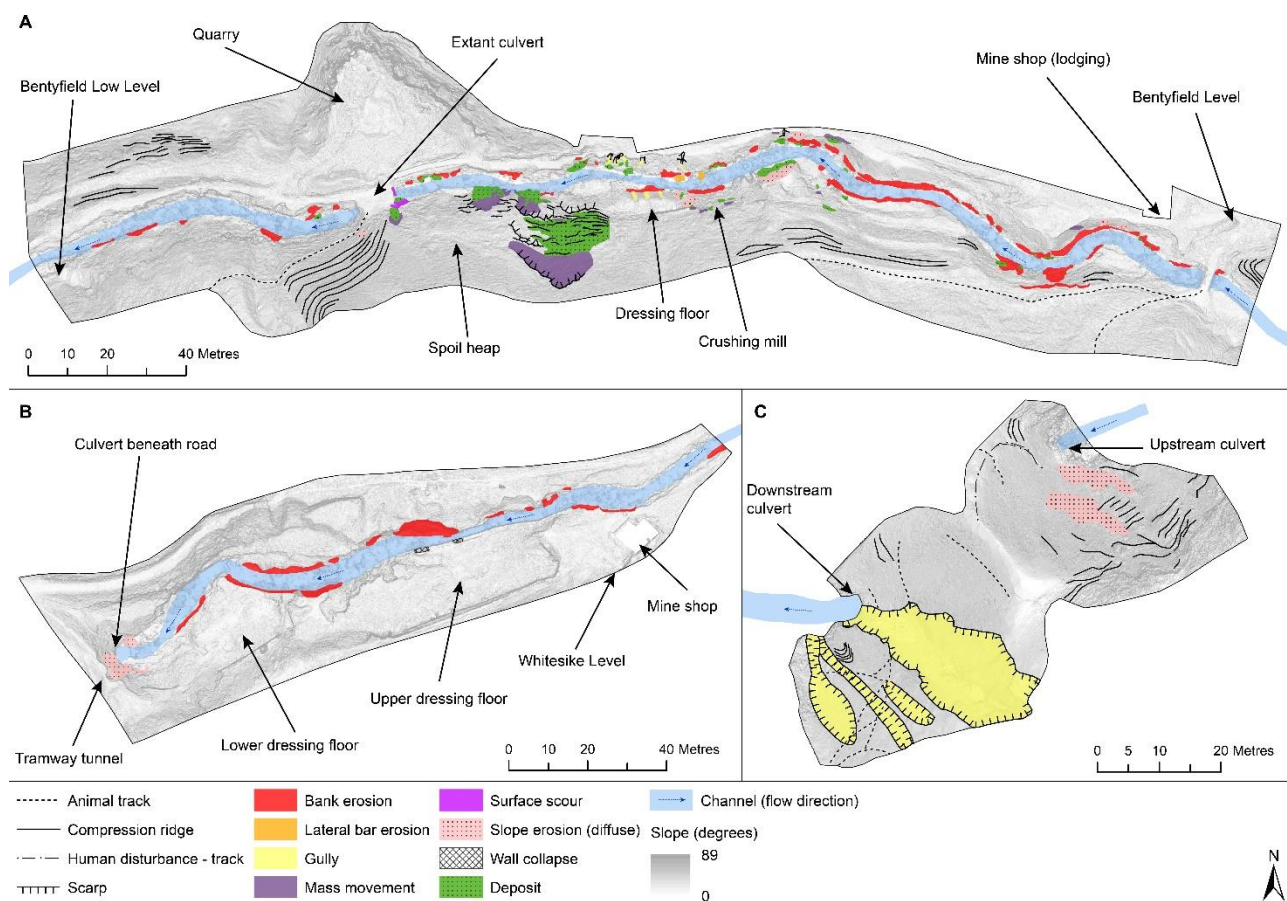 A
Quarry
Extant culvert
Mine shop (lodging)
Bentyfield Low Level
Bentyfield Level
Dressing floor
Crushing mill
Spoil heap
0 10 20 40 Metres
B
Culvert beneath road
Mine shop
Whitesike Level
Upper dressing floor
Lower dressing floor
Tramway tunnel
0 20 40 Metres
C
Upstream culvert
Downstream
culvert
0 5 10 20 Metres
Animal track
Compression ridge
Human disturbance - track
Scarp
Bank erosion
Lateral bar erosion
Gully
Mass movement
Surface scour
Slope erosion (diffuse)
Wall collapse
Deposit
Channel (flow direction)
Slope (degrees)
89
0
N